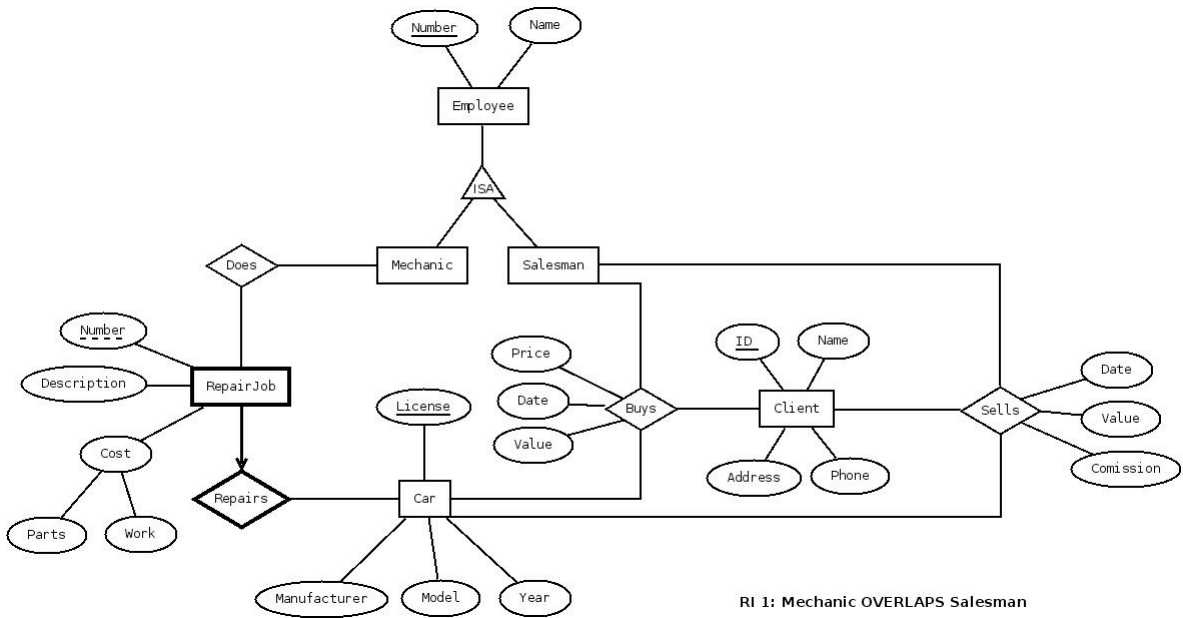 Number
Name
Employee
ISA
Does
Mechanic
Salesman
Number
Description
RepairJob
Cost
Parts
Work
Repairs
License
Car
Manufacturer
Model
Year
Price
Date
Value
Buys
ID
Name
Client
Address
Phone
Sells
Date
Value
Comission
RI 1: Mechanic OVERLAPS Salesman